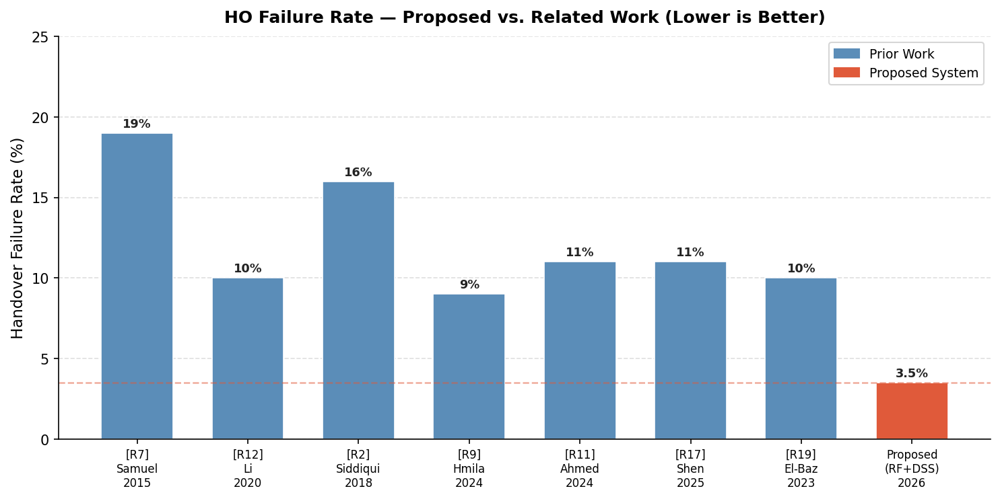 HO Failure Rate — Proposed vs. Related Work (Lower is Better)
Handover Failure Rate (%)
25
20
15
10
5
0
Prior Work
Proposed System
19%
10%
16%
9%
11%
11%
10%
3.5%
[R7]
Samuel
2015
[R12]
Li
2020
[R2]
Siddiqui
2018
[R9]
Hmila
2024
[R11]
Ahmed
2024
[R17]
Shen
2025
[R19]
El-Baz
2023
Proposed
(RF+DSS)
2026